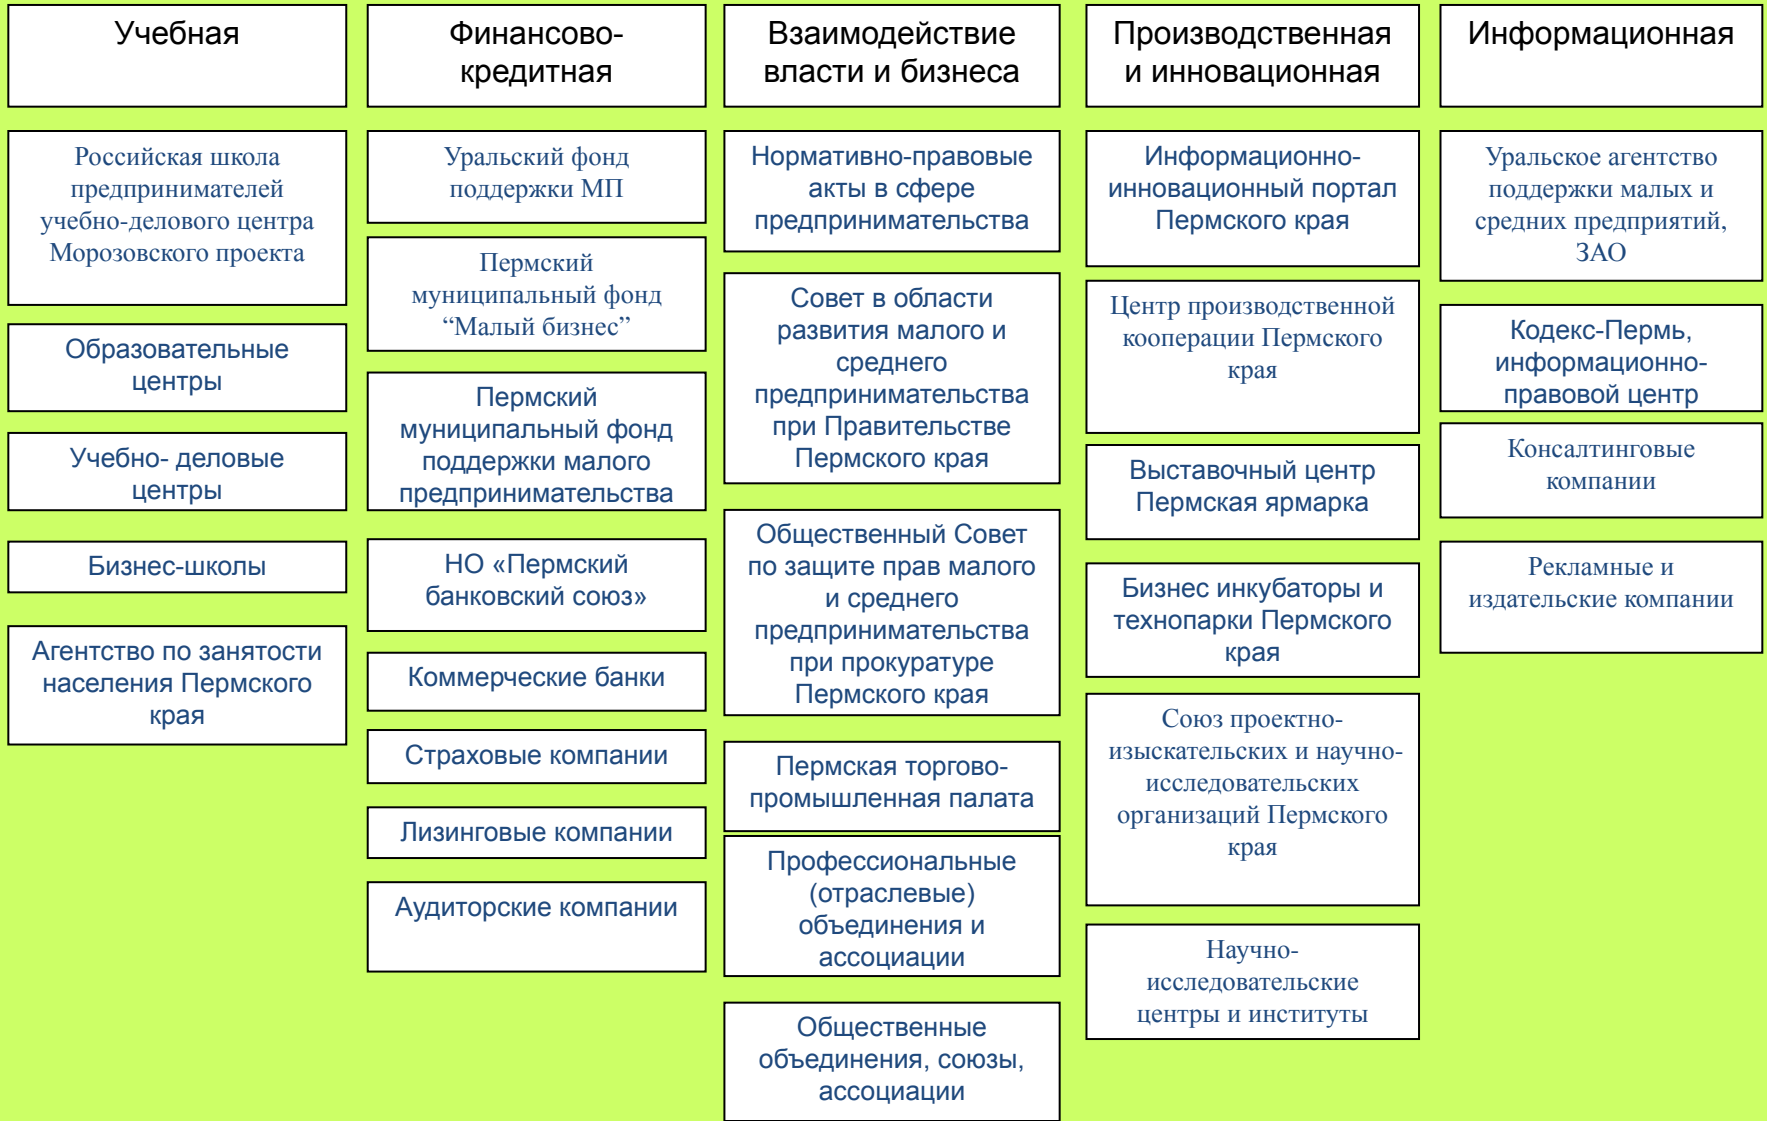 Учебная
Российская школа
предпринимателей
учебно-делового центра
Морозовского проекта
Образовательные
центры
Учебно- деловые
центры
Бизнес-школы
Агентство по занятости
населения Пермского
края
Финансово-
кредитная
Уральский фонд
поддержки МП
Пермский
муниципальный фонд
“Малый бизнес”
Пермский
муниципальный фонд
поддержки малого
предпринимательства
НО «Пермский
банковский союз»
Коммерческие банки
Страховые компании
Лизинговые компании
Аудиторские компании
Взаимодействие
власти и бизнеса
Нормативно-правовые
акты в сфере
предпринимательства
Совет в области
развития малого и
среднего
предпринимательства
при Правительстве
Пермского края
Общественный Совет
по защите прав малого
и среднего
предпринимательства
при прокуратуре
Пермского края
Пермская торгово-
промышленная палата
Профессиональные
(отраслевые)
объединения и
ассоциации
Общественные
объединения, союзы,
ассоциации
Производственная
и инновационная
Информационно-
инновационный портал
Пермского края
Центр производственной
кооперации Пермского
края
Выставочный центр
Пермская ярмарка
Бизнес инкубаторы и
технопарки Пермского
края
Союз проектно-
изыскательских и научно-
исследовательских
организаций Пермского
края
Научно-
исследовательские
центры и институты
Информационная
Уральское агентство
поддержки малых и
средних предприятий,
ЗАО
Кодекс-Пермь,
информационно-
правовой центр
Консалтинговые
компании
Рекламные и
издательские компании